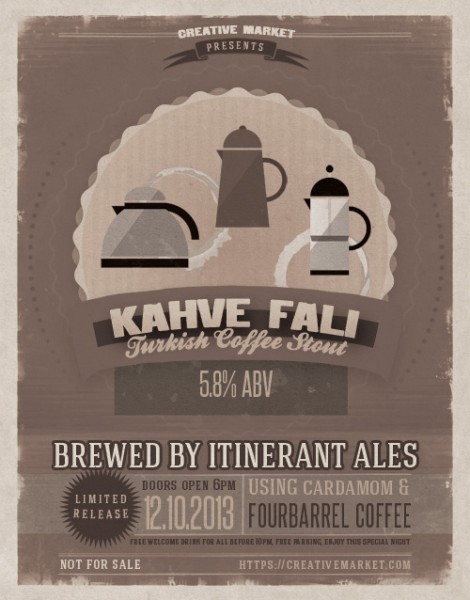 CREATIVE MARKET
PRESENTS
KAHVE FALI
Turkish Coffee Stout
5.8% ABV
BREWED BY ITINERANT ALES
LIMITED
RELEASE
DOORS OPEN 6PM
12.10.2013
USING CARDAMOM &
FOURBARREL COFFEE
FREE WELCOME DRINK FOR ALL BEFORE 10PM, FREE PARKING, ENJOY THIS SPECIAL NIGHT
NOT FOR SALE
HTTPS://CREATIVEMARKET.COM